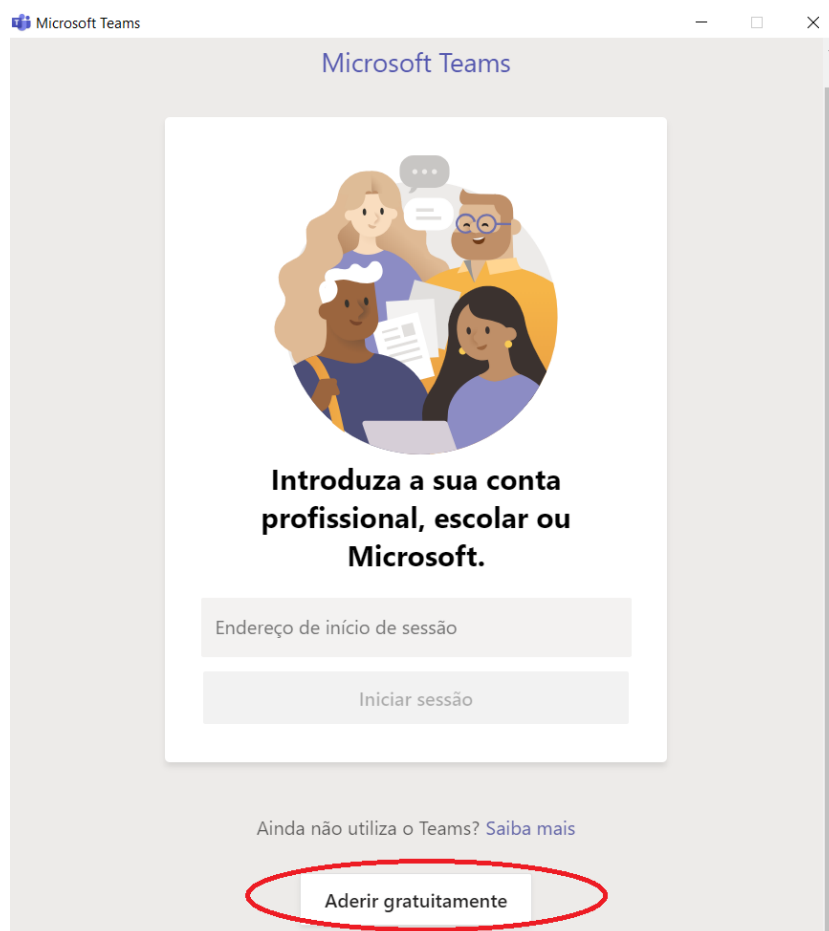 Microsoft Teams
Microsoft Teams
Introduza a sua conta
profissional, escolar ou
Microsoft.
Endereço de início de sessão
Iniciar sessão
Ainda não utiliza o Teams? Saiba mais
Aderir gratuitamente